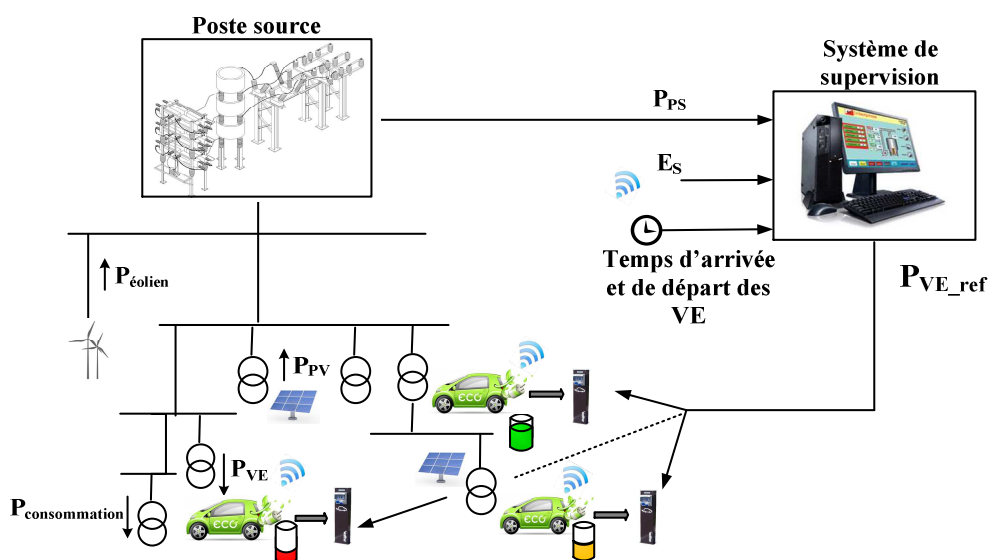 Poste source
Système de
supervision
P_PS
E_S
Temps d'arrivée
et de départ des
VE
P_VE_ref
P_éolien
P_PV
P_VE
P_consommation
eco
eco
eco